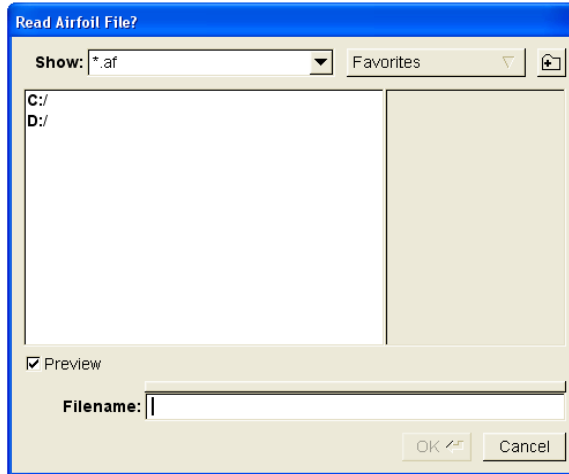 Read Airfoil File?
Show: *.af Favorites
C:/
D:/
Preview
Filename:
OK Cancel